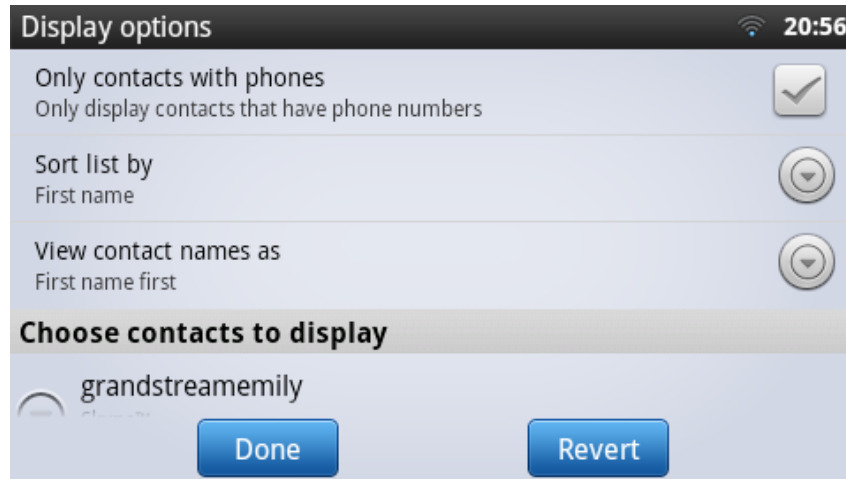 Display options
20:56
Only contacts with phones
Only display contacts that have phone numbers
Sort list by
First name
View contact names as
First name first
Choose contacts to display
grandstreamemily
Done
Revert